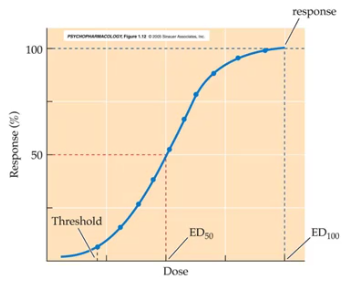 response
PSYCHOPHARMACOLOGY, Figure 1.12 © 2005 Sinauer Associates, Inc.
100
Response (%)
50
Threshold
ED50
ED100
Dose